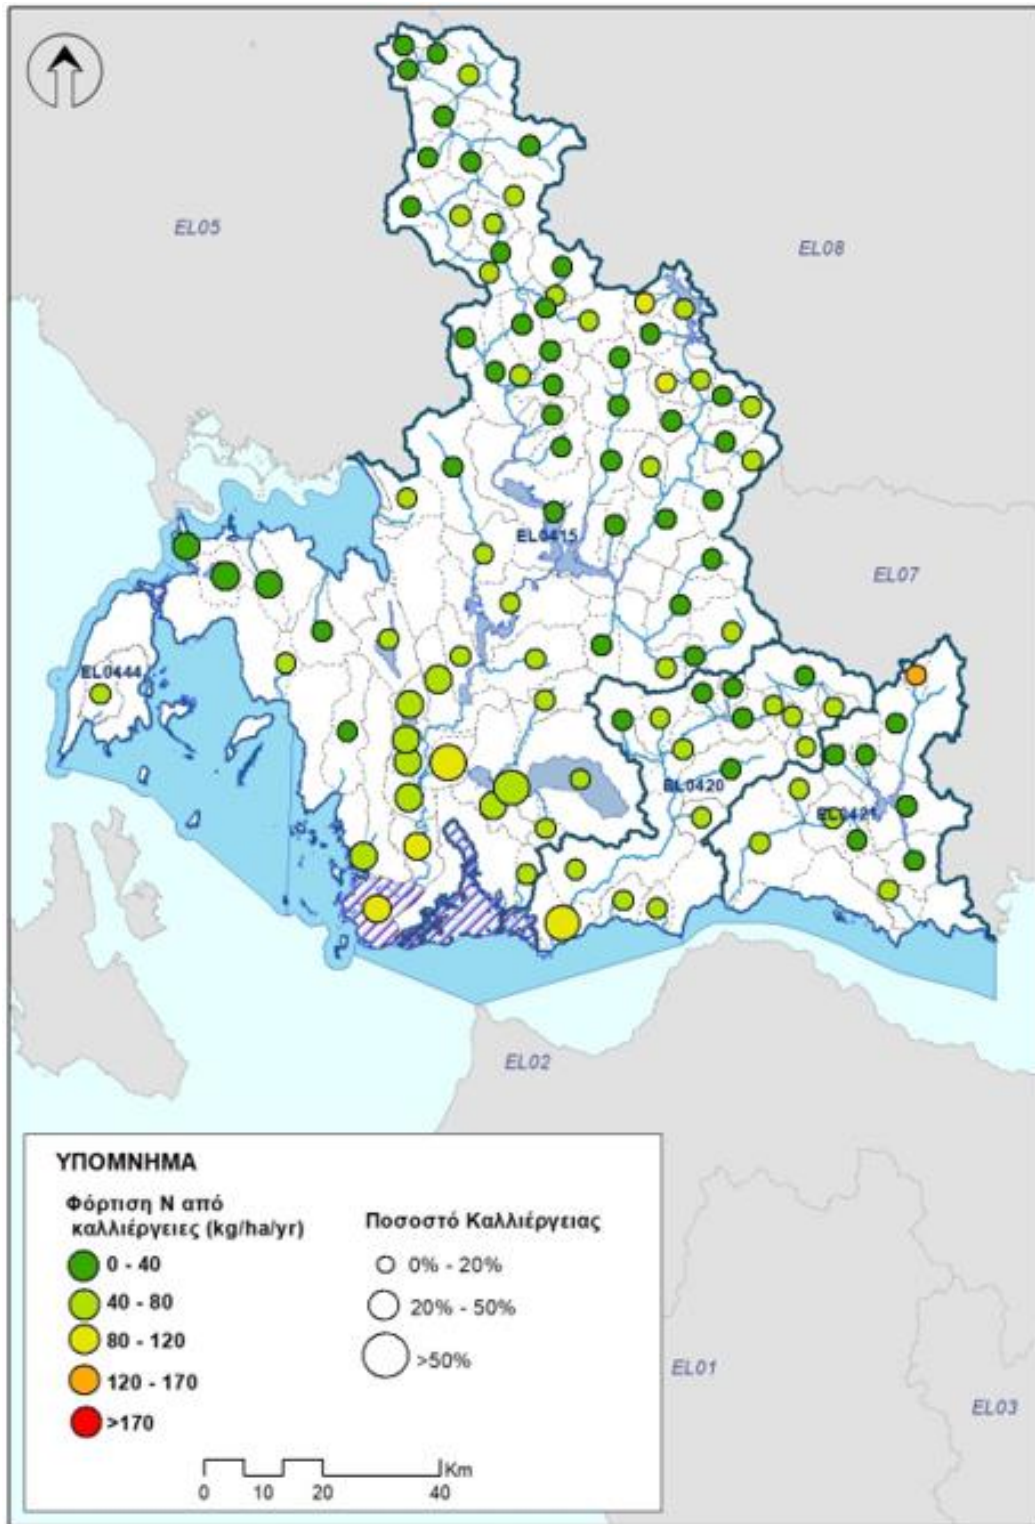 EL05
EL08
EL0415
EL07
EL0444
EL0420
EL0421
EL02
ΥΠΟΜΝΗΜΑ
Φόρτιση Ν από
καλλιέργειες (kg/ha/yr)
0 - 40
40 - 80
80 - 120
120 - 170
>170
Ποσοστό Καλλιέργειας
0% - 20%
20% - 50%
>50%
Km
0 10 20 40
EL01
EL03